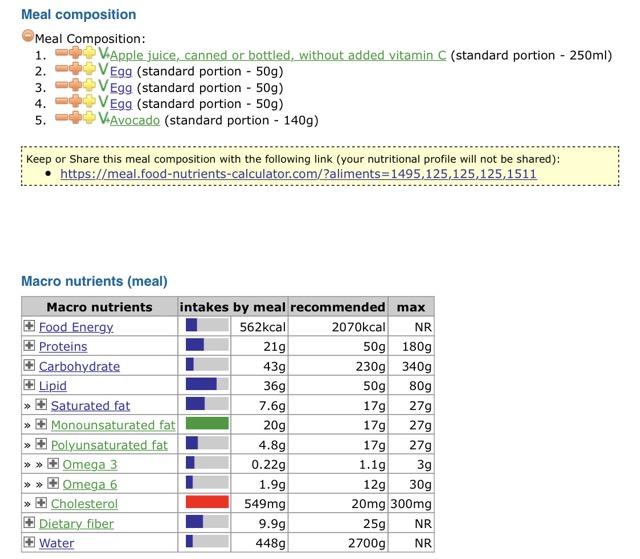 Meal composition
Meal Composition:
1. Apple juice, canned or bottled, without added vitamin C (standard portion - 250ml)
2. Egg (standard portion - 50g)
3. Egg (standard portion - 50g)
4. Egg (standard portion - 50g)
5. Avocado (standard portion - 140g)
Keep or Share this meal composition with the following link (your nutritional profile will not be shared):
• https://meal.food-nutrients-calculator.com/?aliments=1495,125,125,125,1511
Macro nutrients (meal)
Macro nutrients intakes by meal recommended max
Food Energy 562kcal 2070kcal NR
Proteins 21g 50g 180g
Carbohydrate 43g 230g 340g
Lipid 36g 50g 80g
» Saturated fat 7.6g 17g 27g
» Monounsaturated fat 20g 17g 27g
» Polyunsaturated fat 4.8g 17g 27g
» » Omega 3 0.22g 1.1g 3g
» » Omega 6 1.9g 12g 30g
» Cholesterol 549mg 20mg 300mg
Dietary fiber 9.9g 25g NR
Water 448g 2700g NR